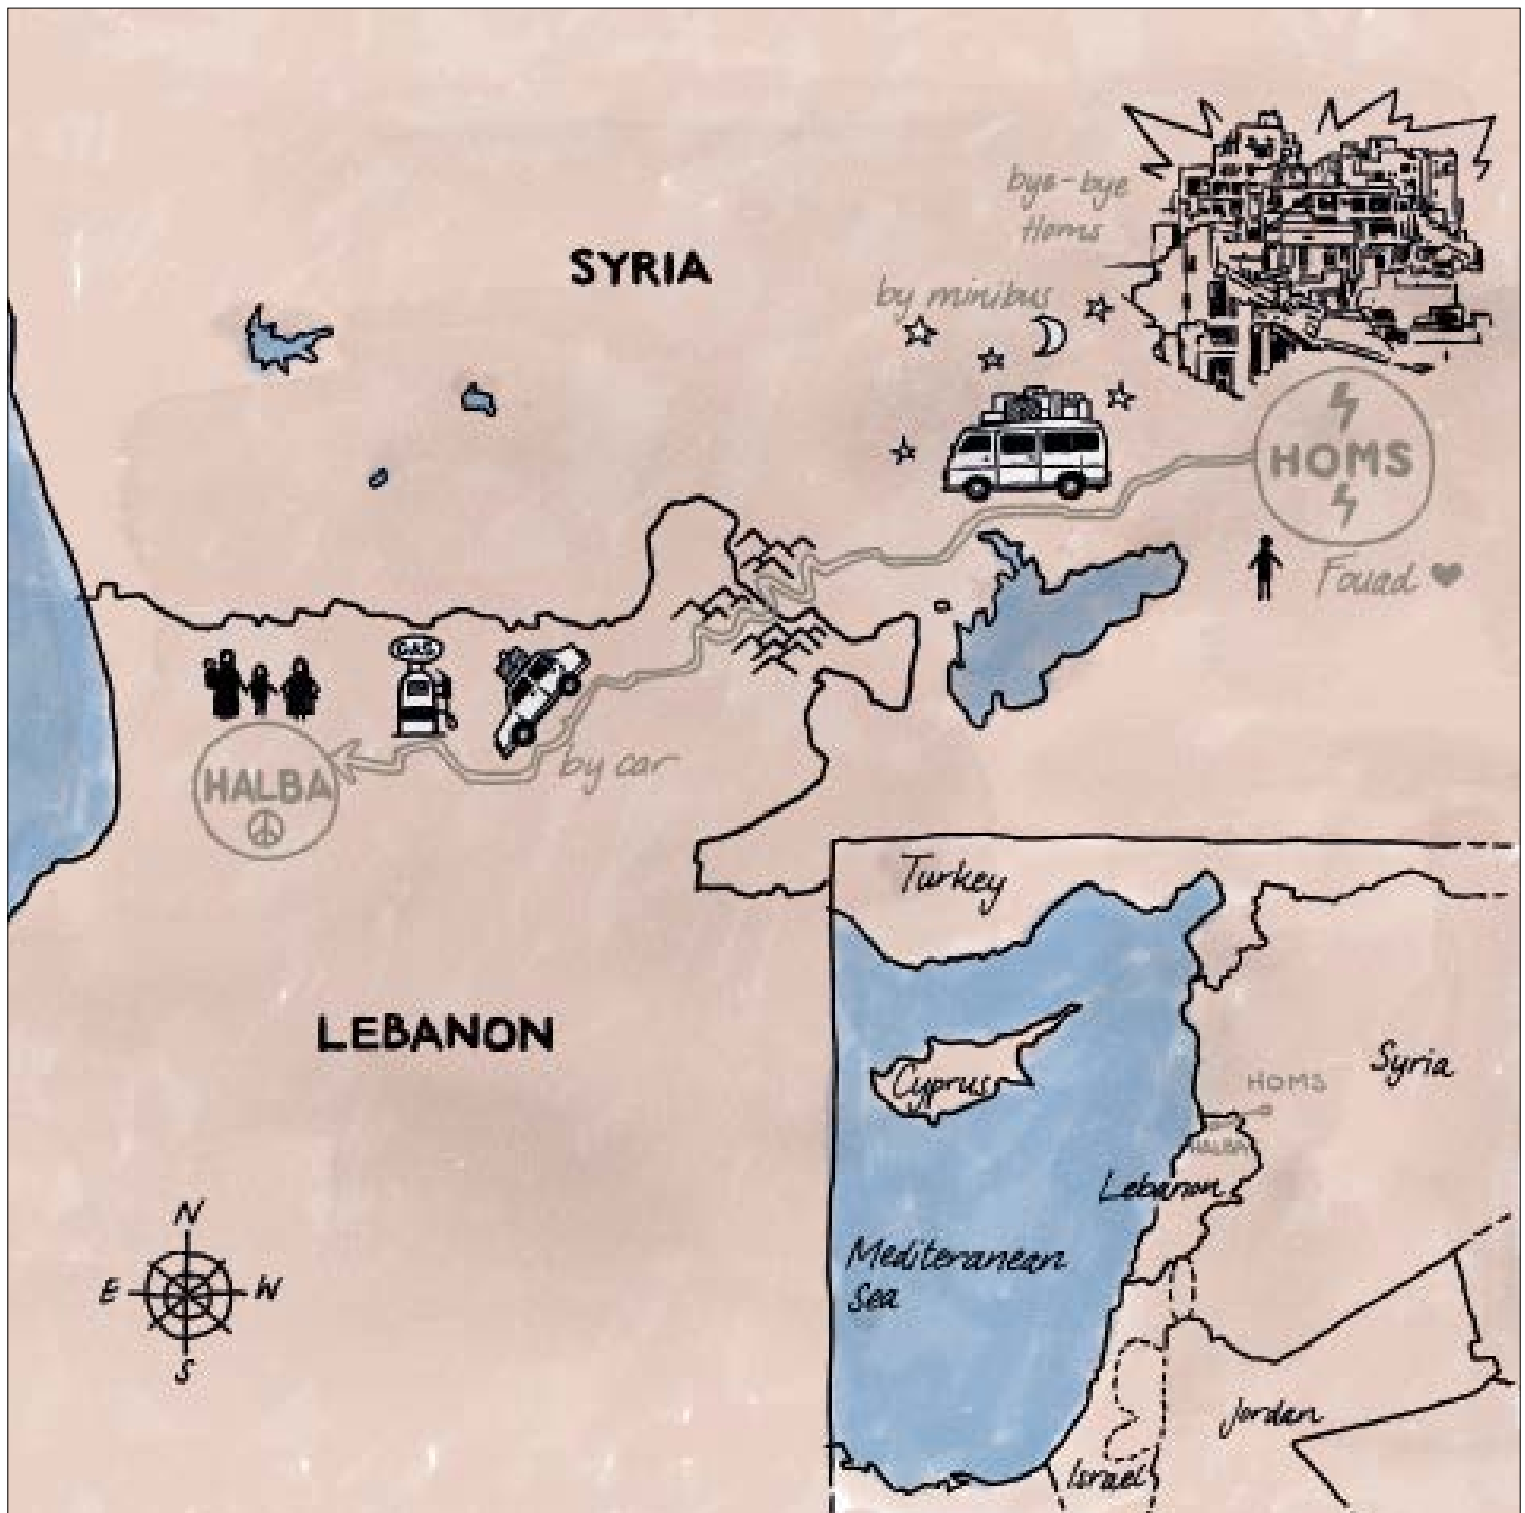 bye-bye
Homs
SYRIA
by minibus
HOMS
Fouad
GAS
HALBA
by car
LEBANON
N
E W
S
Turkey
Cyprus
Syria
HOMS
HALBA
Lebanon
Mediteranean
Sea
Jordan
Israel